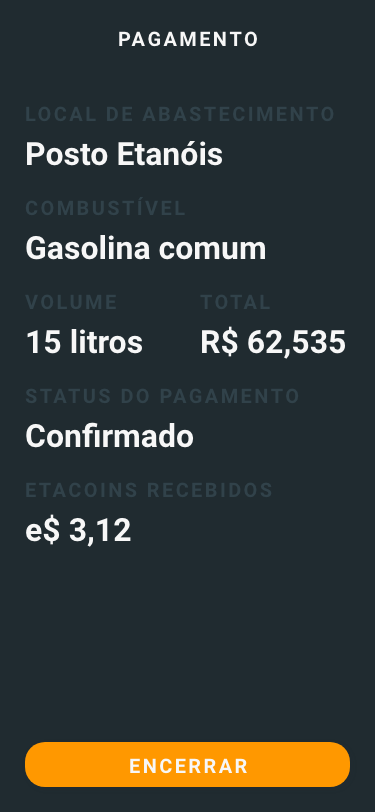 PAGAMENTO
LOCAL DE ABASTECIMENTO
Posto Etanóis
COMBUSTÍVEL
Gasolina comum
VOLUME TOTAL
15 litros R$ 62,535
STATUS DO PAGAMENTO
Confirmado
ETACOINS RECEBIDOS
e$ 3,12
ENCERRAR